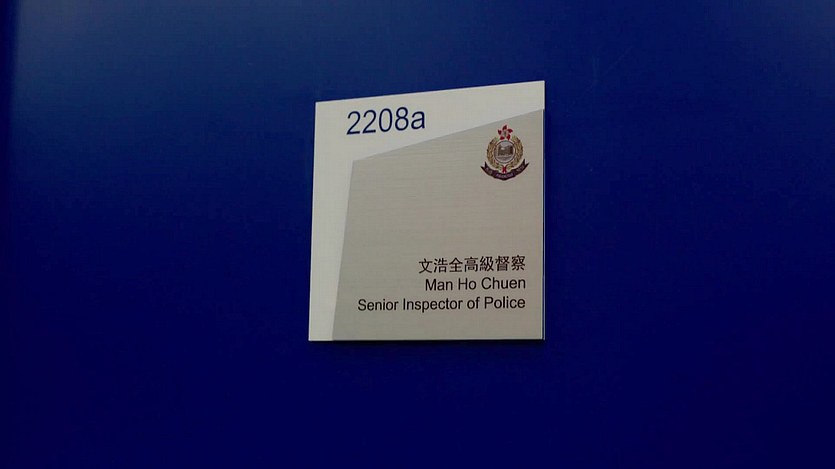 2208a
文浩全高級督察
Man Ho Chuen
Senior Inspector of Police